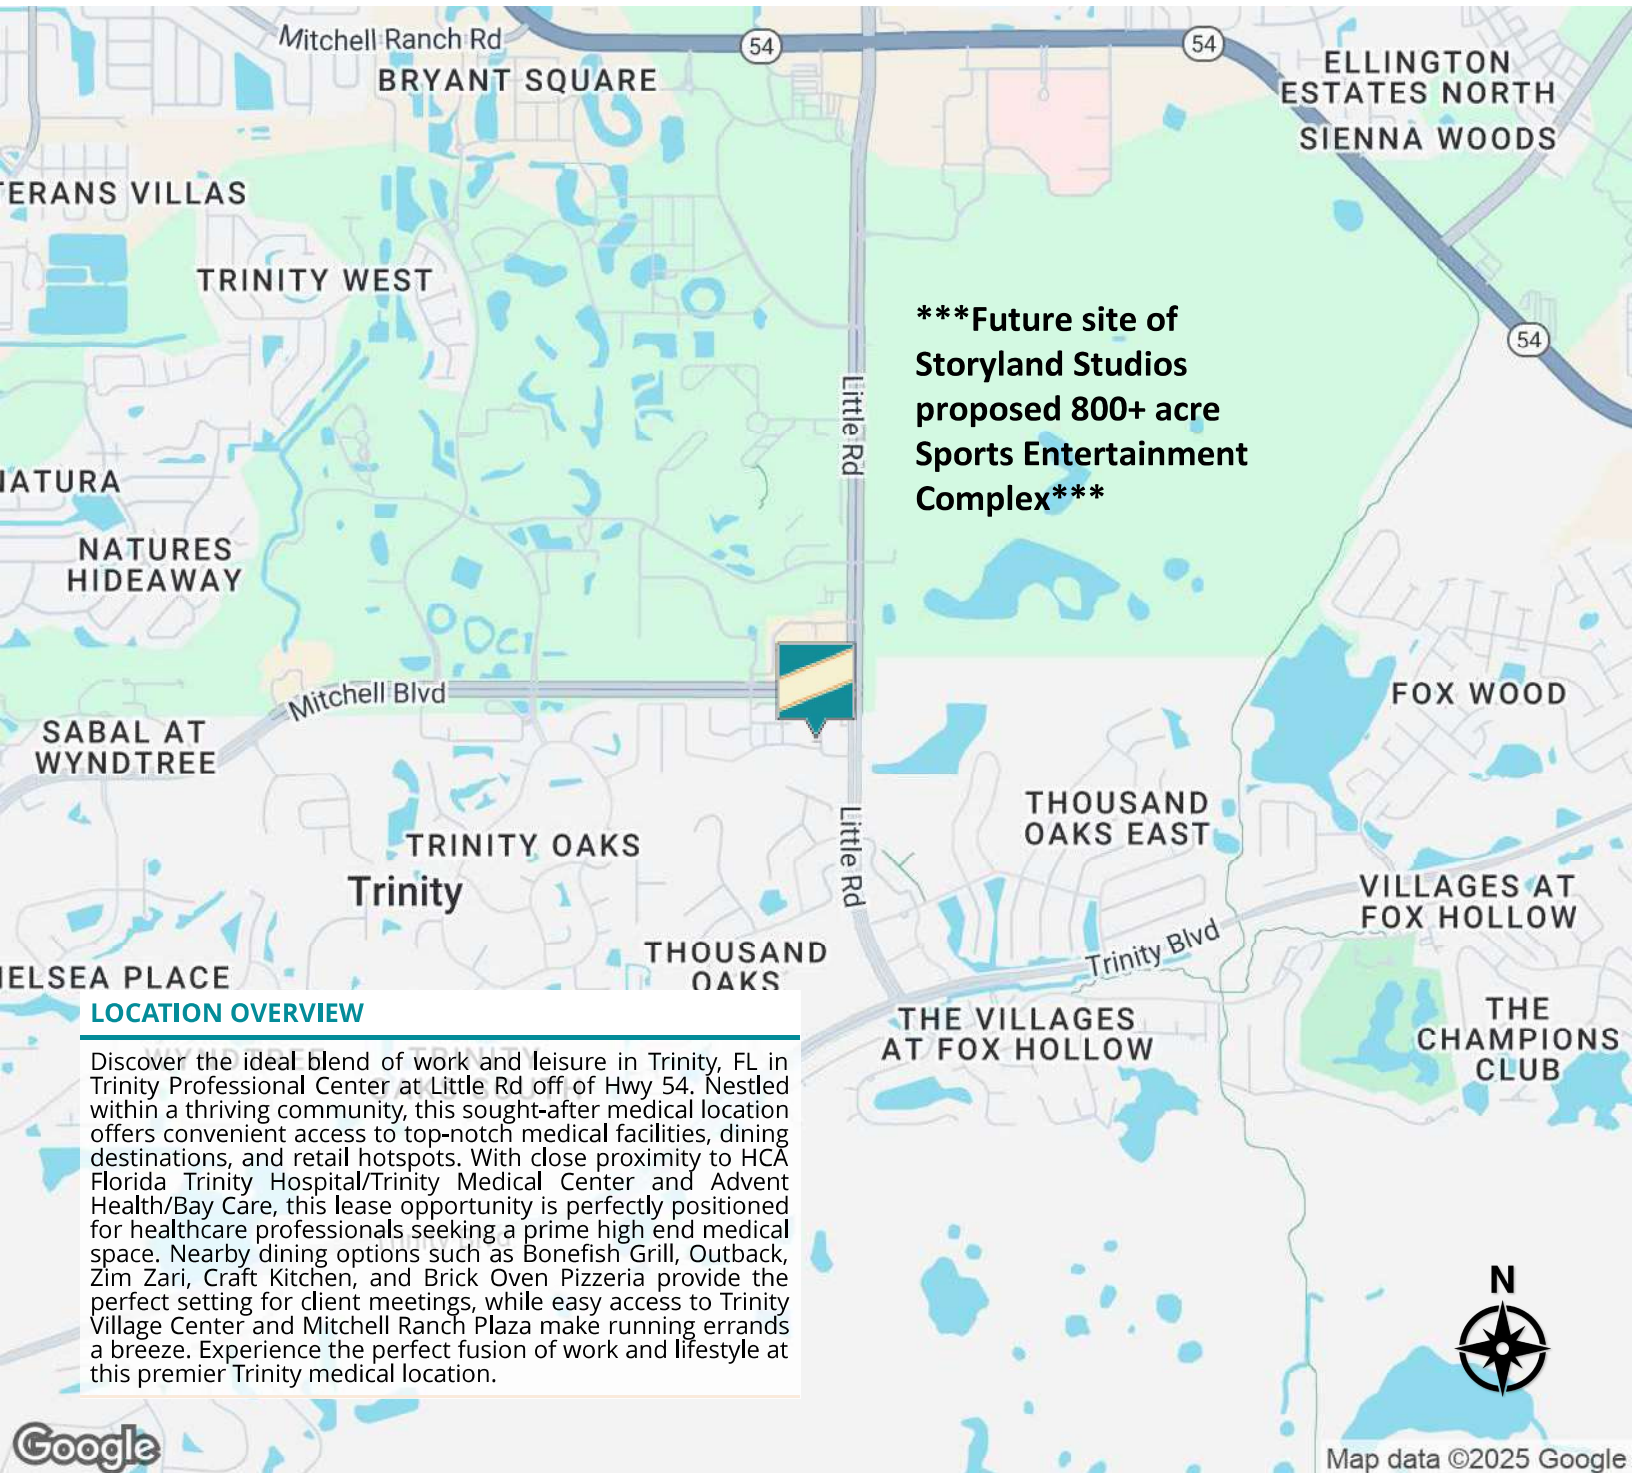 Mitchell Ranch Rd
54
54
BRYANT SQUARE
ELLINGTON
ESTATES NORTH
SIENNA WOODS
TERANS VILLAS
TRINITY WEST
***Future site of
Storyland Studios
proposed 800+ acre
Sports Entertainment
Complex***
54
Little Rd
NATURA
NATURES
HIDEAWAY
Mitchell Blvd
FOX WOOD
SABAL AT
WYNDTREE
THOUSAND
OAKS EAST
TRINITY OAKS
Little Rd
Trinity
VILLAGES AT
FOX HOLLOW
THOUSAND
OAKS
Trinity Blvd
HELSEA PLACE
THE VILLAGES
AT FOX HOLLOW
THE
CHAMPIONS
CLUB
LOCATION OVERVIEW
WYNDTREE
TRINITY
OAKS SOUTH
Discover the ideal blend of work and leisure in Trinity, FL in
Trinity Professional Center at Little Rd off of Hwy 54. Nestled
within a thriving community, this sought-after medical location
offers convenient access to top-notch medical facilities, dining
destinations, and retail hotspots. With close proximity to HCA
Florida Trinity Hospital/Trinity Medical Center and Advent
Health/Bay Care, this lease opportunity is perfectly positioned
for healthcare professionals seeking a prime high end medical
space. Nearby dining options such as Bonefish Grill, Outback,
Zim Zari, Craft Kitchen, and Brick Oven Pizzeria provide the
perfect setting for client meetings, while easy access to Trinity
Village Center and Mitchell Ranch Plaza make running errands
a breeze. Experience the perfect fusion of work and lifestyle at
this premier Trinity medical location.
N
Google
Map data ©2025 Google